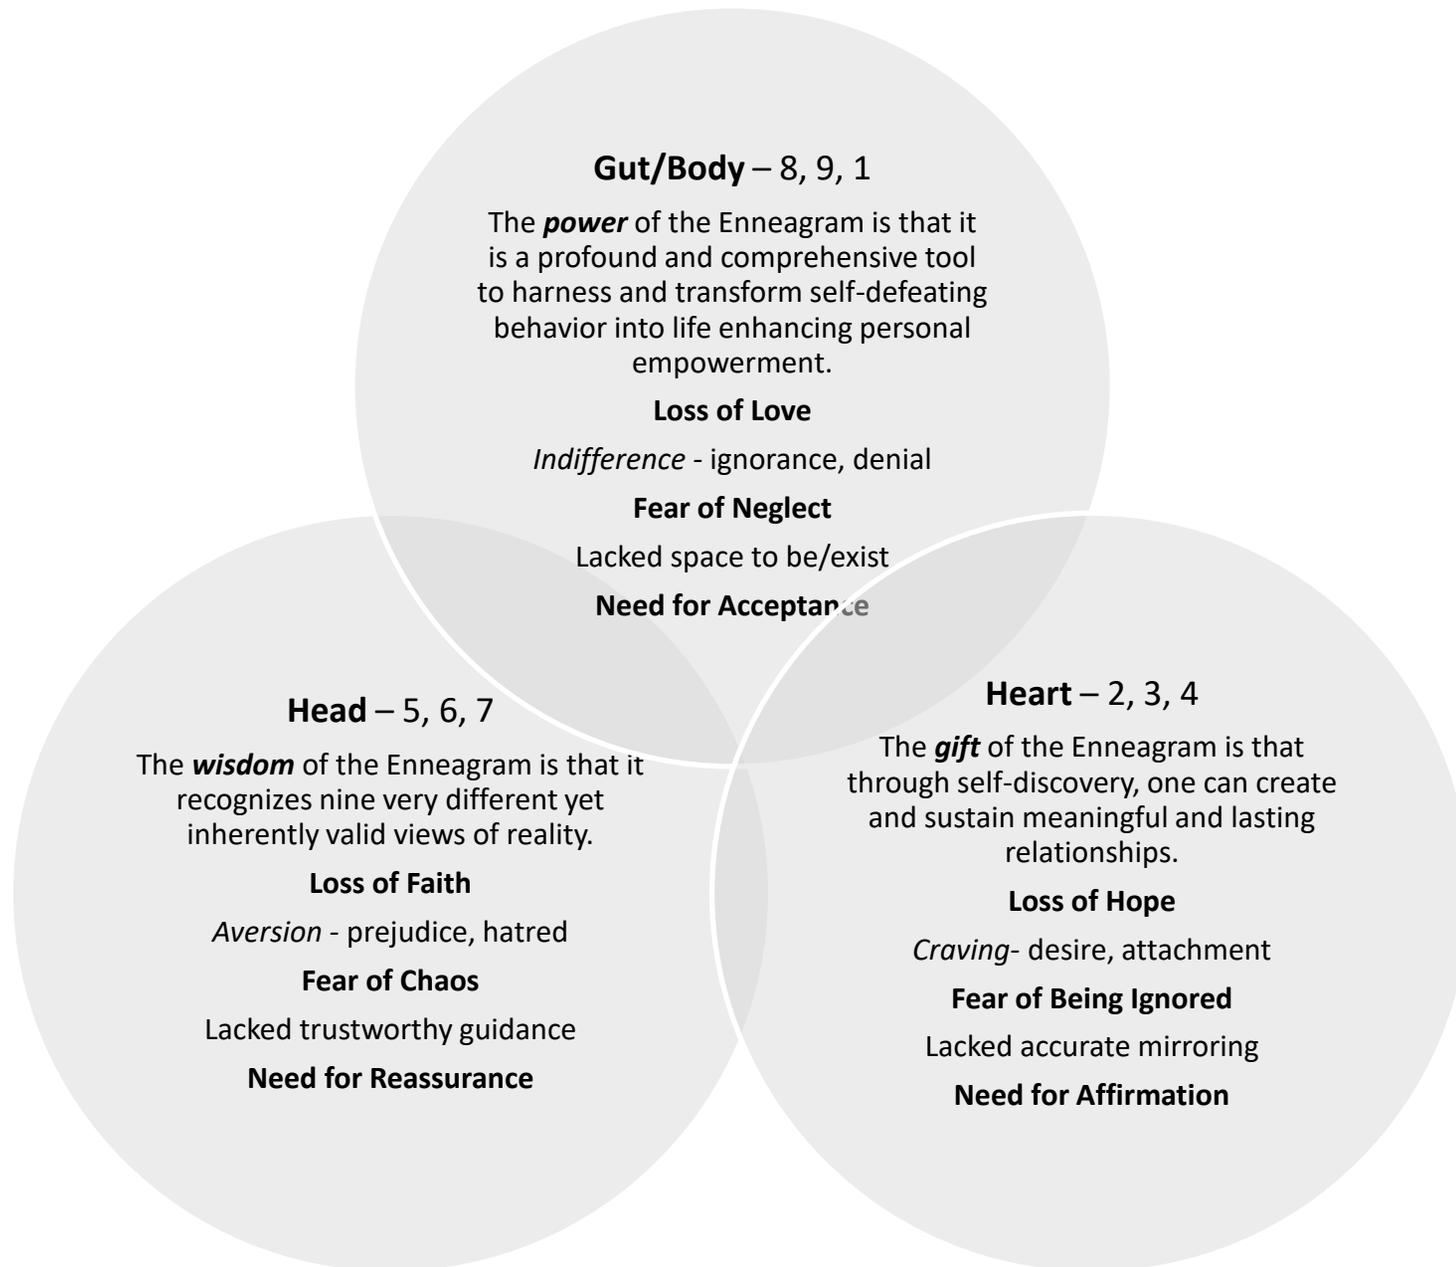 Gut/Body – 8, 9, 1
The power of the Enneagram is that it
is a profound and comprehensive tool
to harness and transform self-defeating
behavior into life enhancing personal
empowerment.
Loss of Love
Indifference - ignorance, denial
Fear of Neglect
Lacked space to be/exist
Need for Acceptance
Head – 5, 6, 7
The wisdom of the Enneagram is that it
recognizes nine very different yet
inherently valid views of reality.
Loss of Faith
Aversion - prejudice, hatred
Fear of Chaos
Lacked trustworthy guidance
Need for Reassurance
Heart – 2, 3, 4
The gift of the Enneagram is that
through self-discovery, one can create
and sustain meaningful and lasting
relationships.
Loss of Hope
Craving- desire, attachment
Fear of Being Ignored
Lacked accurate mirroring
Need for Affirmation